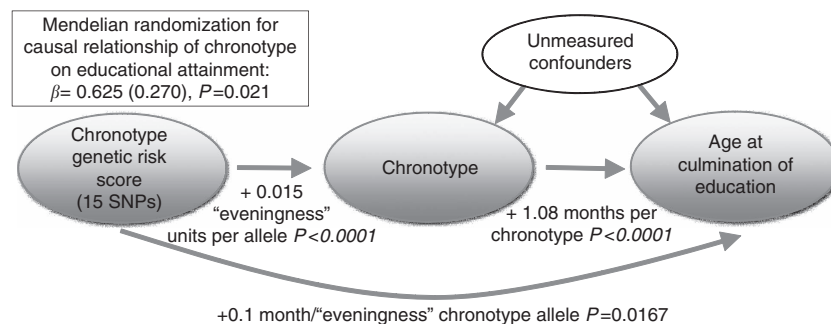 Mendelian randomization for
causal relationship of chronotype
on educational attainment:
β= 0.625 (0.270), P=0.021
Unmeasured
confounders
Chronotype
genetic risk
score
(15 SNPs)
Chronotype
Age at
culmination of
education
+ 0.015
“eveningness”
units per allele P<0.0001
+ 1.08 months per
chronotype P<0.0001
+0.1 month/“eveningness” chronotype allele P=0.0167